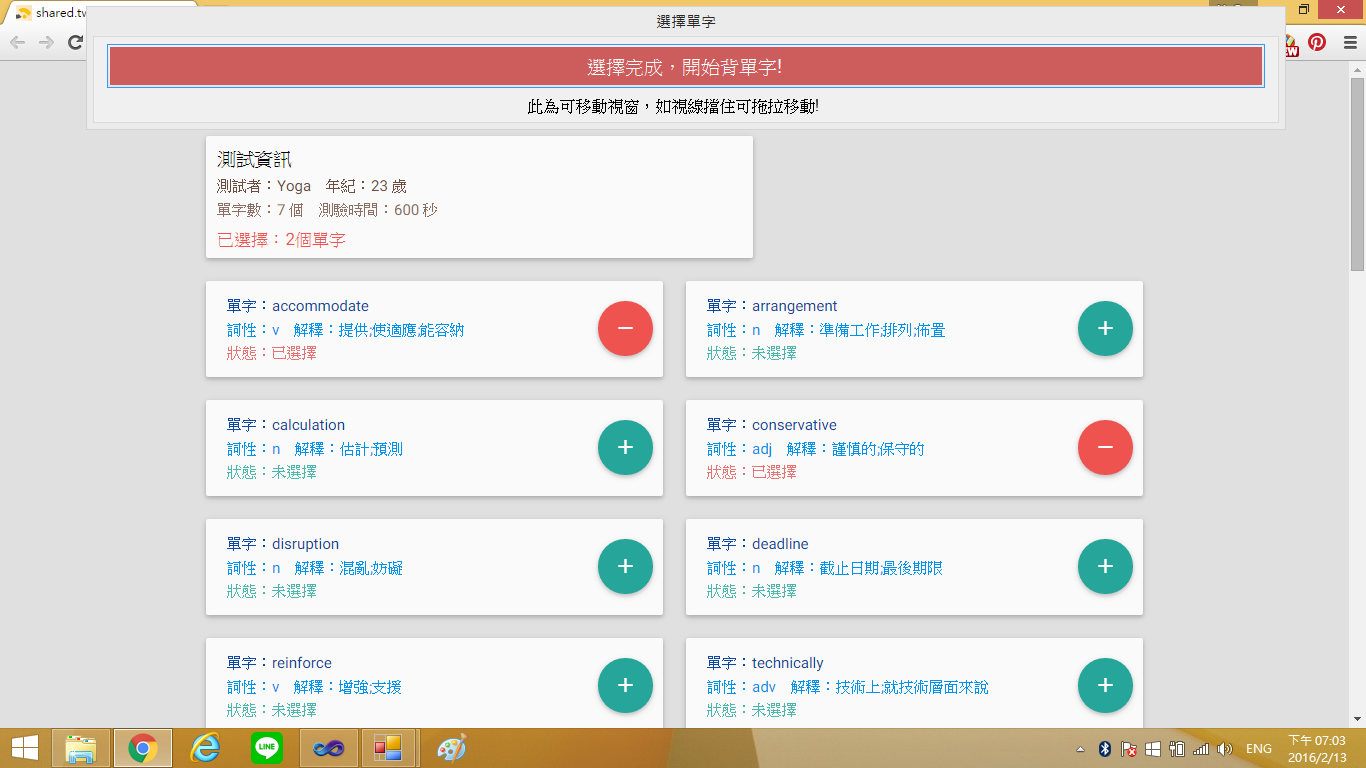 shared.tw
選擇單字
選擇完成，開始背單字!
此為可移動視窗，如視線擋住可拖拉移動!
測試資訊
測試者：Yoga 年紀：23 歲
單字數：7 個 測驗時間：600 秒
已選擇：2個單字
單字：accommodate
詞性：v 解釋：提供;使適應;能容納
狀態：已選擇
單字：arrangement
詞性：n 解釋：準備工作;排列;佈置
狀態：未選擇
單字：calculation
詞性：n 解釋：估計;預測
狀態：未選擇
單字：conservative
詞性：adj 解釋：謹慎的;保守的
狀態：已選擇
單字：disruption
詞性：n 解釋：混亂;妨礙
狀態：未選擇
單字：deadline
詞性：n 解釋：截止日期;最後期限
狀態：未選擇
單字：reinforce
詞性：v 解釋：增強;支援
狀態：未選擇
單字：technically
詞性：adv 解釋：技術上;就技術層面來說
狀態：未選擇
LINE
ENG
下午 07:03
2016/2/13